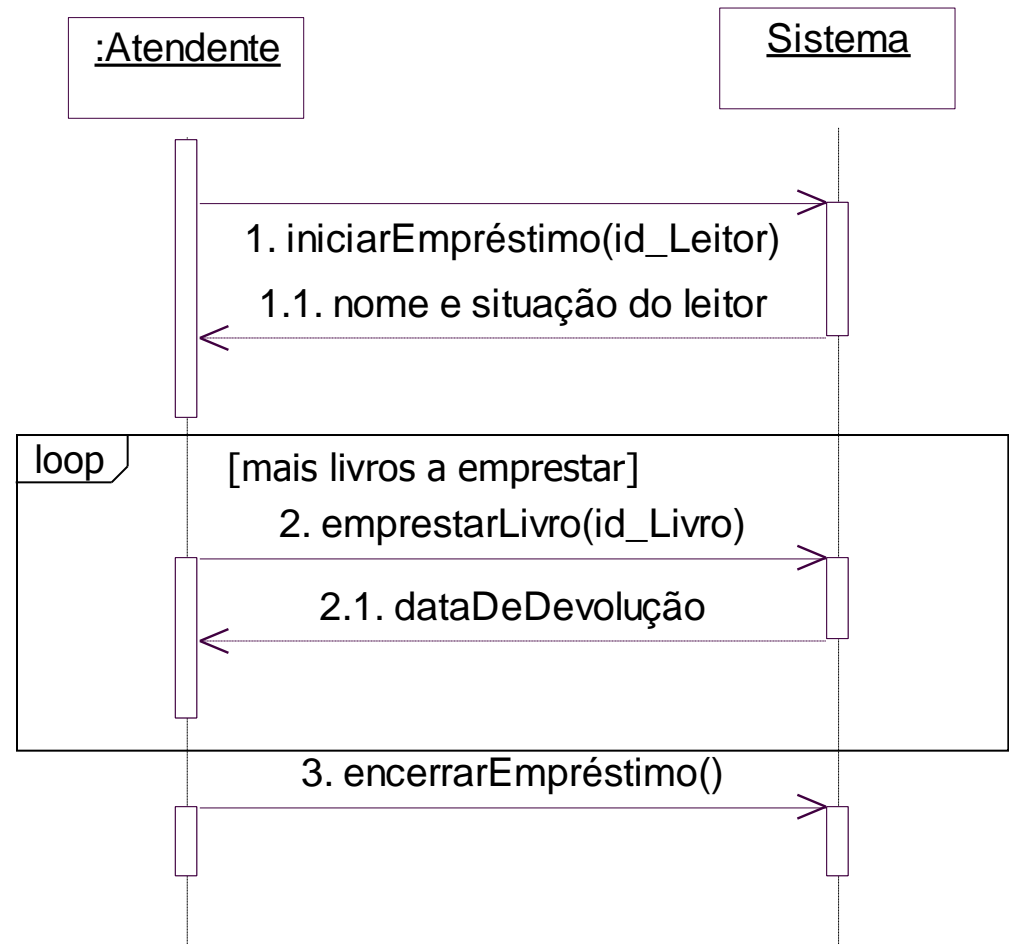 :Atendente
Sistema
1. iniciarEmpréstimo(id_Leitor)
1.1. nome e situação do leitor
loop
[mais livros a emprestar]
2. emprestarLivro(id_Livro)
2.1. dataDeDevolução
3. encerrarEmpréstimo()